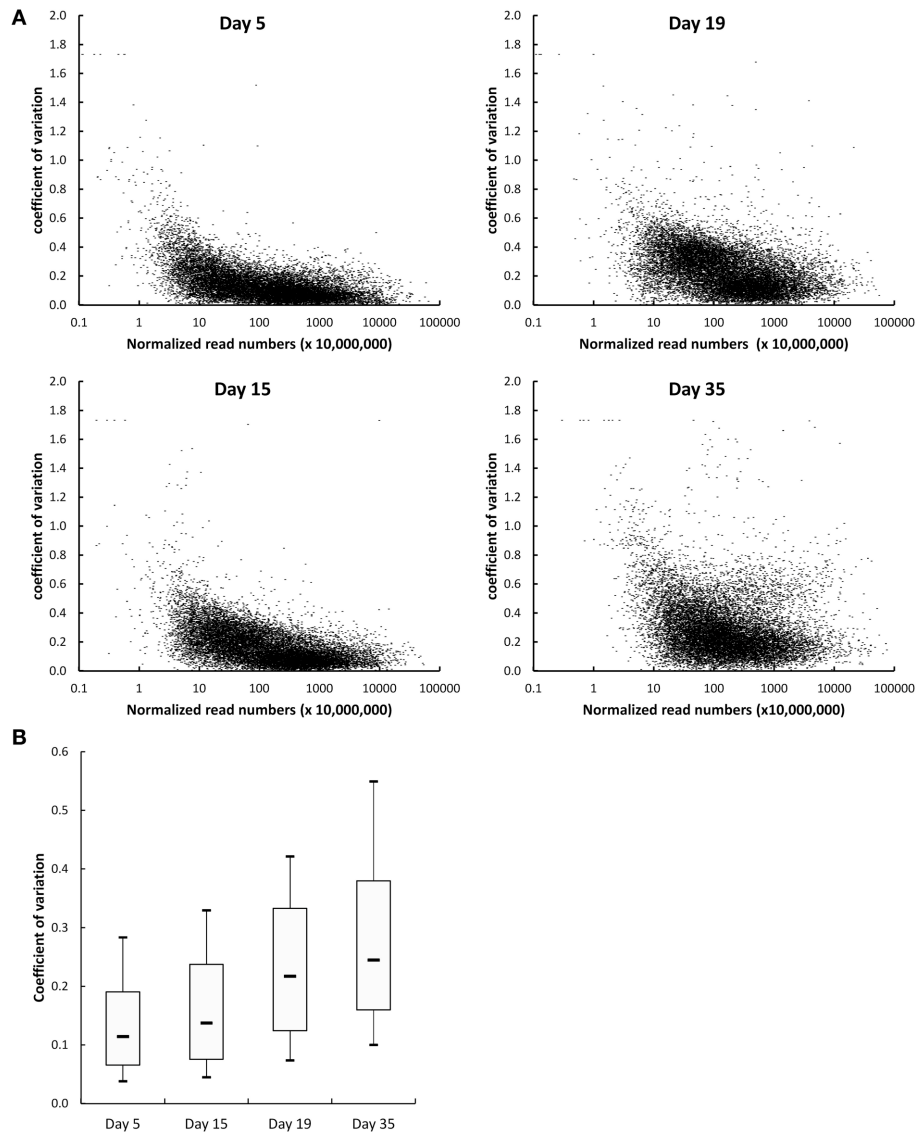 A
Day 5
coefficient of variation
2.0
1.8
1.6
1.4
1.2
1.0
0.8
0.6
0.4
0.2
0.0
0.1 1 10 100 1000 10000 100000
Normalized read numbers (x 10,000,000)
Day 19
coefficient of variation
2.0
1.8
1.6
1.4
1.2
1.0
0.8
0.6
0.4
0.2
0.0
0.1 1 10 100 1000 10000 100000
Normalized read numbers (x 10,000,000)
Day 15
coefficient of variation
2.0
1.8
1.6
1.4
1.2
1.0
0.8
0.6
0.4
0.2
0.0
0.1 1 10 100 1000 10000 100000
Normalized read numbers (x 10,000,000)
Day 35
coefficient of variation
2.0
1.8
1.6
1.4
1.2
1.0
0.8
0.6
0.4
0.2
0.0
0.1 1 10 100 1000 10000 100000
Normalized read numbers (x10,000,000)
B
Coefficient of variation
0.6
0.5
0.4
0.3
0.2
0.1
0.0
Day 5 Day 15 Day 19 Day 35